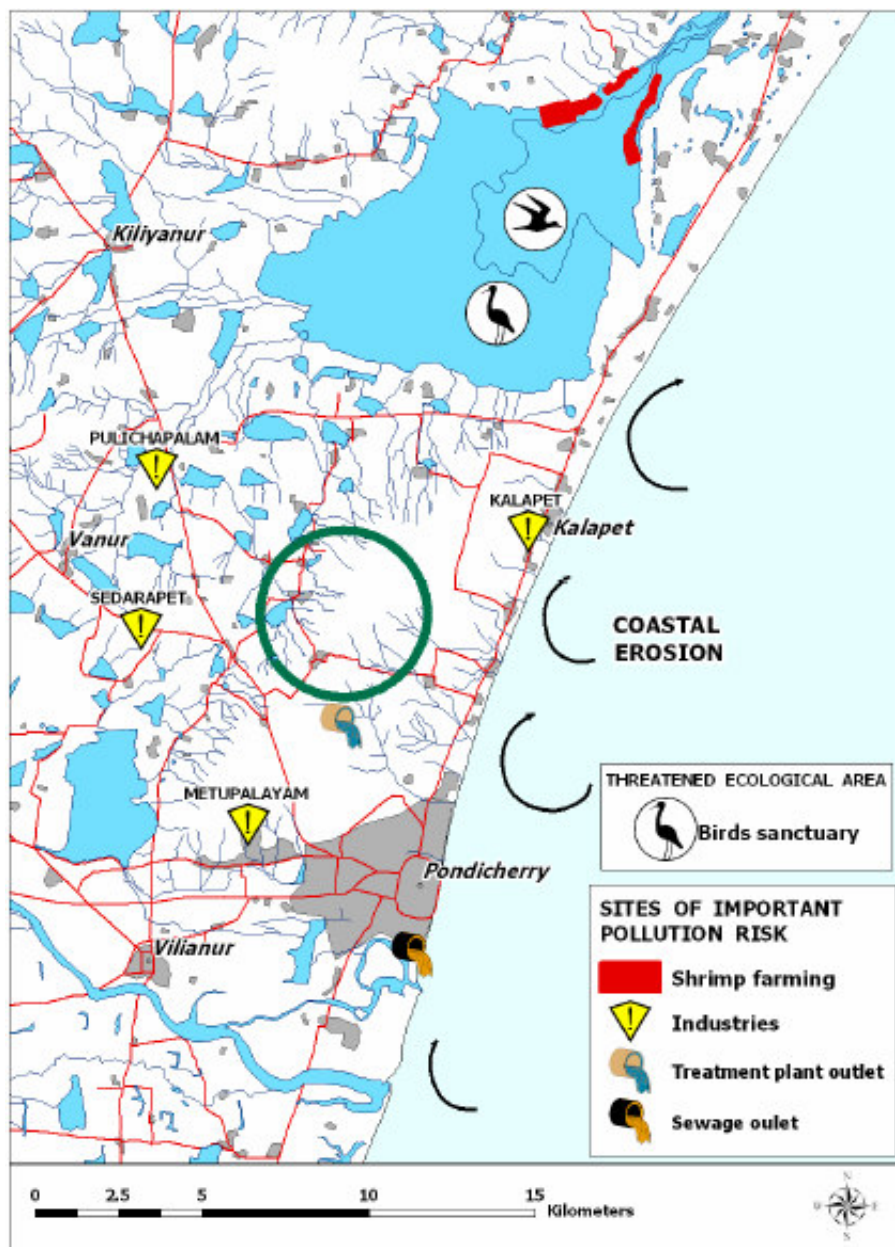 Kiliyanur
PULICHAPALAM
KALAPET
Kalapet
Vanur
SEDARAPET
COASTAL
EROSION
METUPALAYAM
Pondicherry
Vilianur
THREATENED ECOLOGICAL AREA
Birds sanctuary
SITES OF IMPORTANT
POLLUTION RISK
Shrimp farming
Industries
Treatment plant outlet
Sewage oulet
0 2.5 5 10 15
Kilometers
N
W E
S